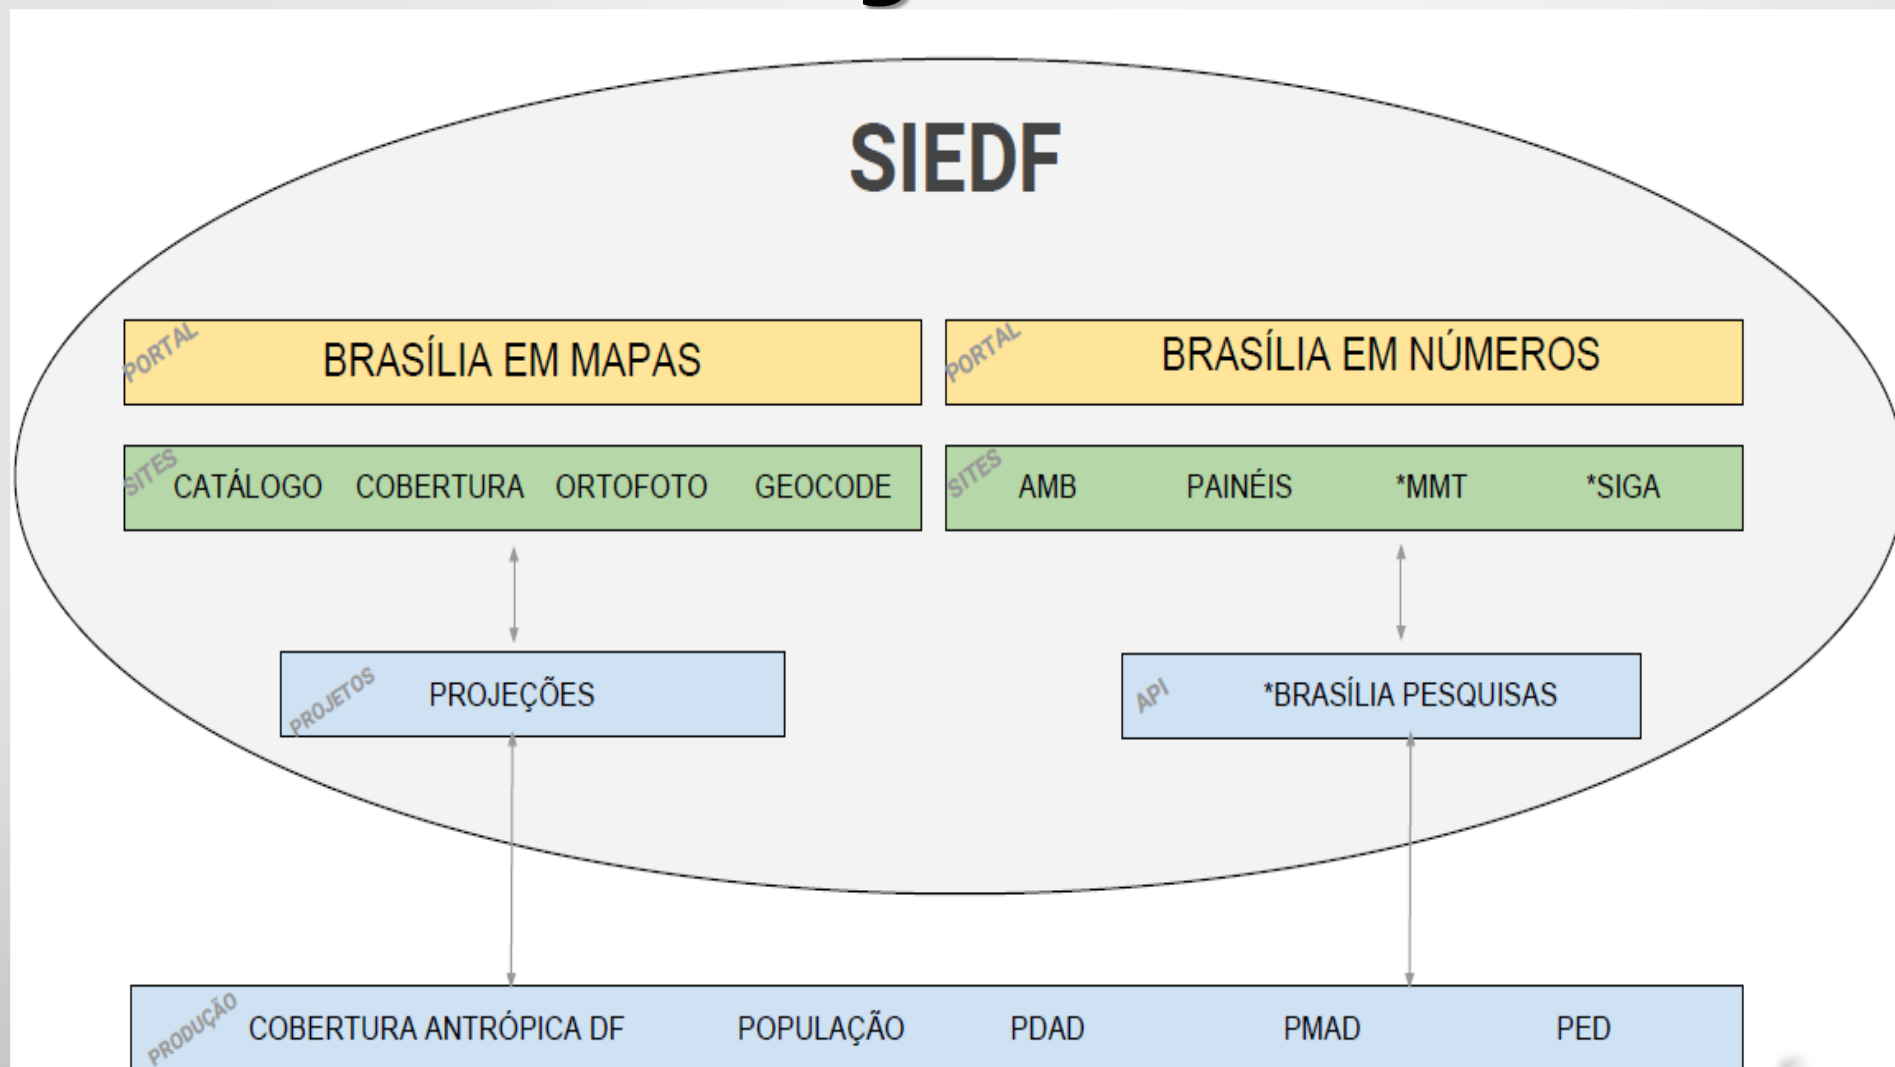 SIEDF
PORTAL
BRASÍLIA EM MAPAS
PORTAL
BRASÍLIA EM NÚMEROS
SITES
CATÁLOGO COBERTURA ORTOFOTO GEOCODE
SITES
AMB PAINÉIS *MMT *SIGA
PROJETOS
PROJEÇÕES
API
*BRASÍLIA PESQUISAS
PRODUÇÃO
COBERTURA ANTRÓPICA DF POPULAÇÃO PDAD PMAD PED